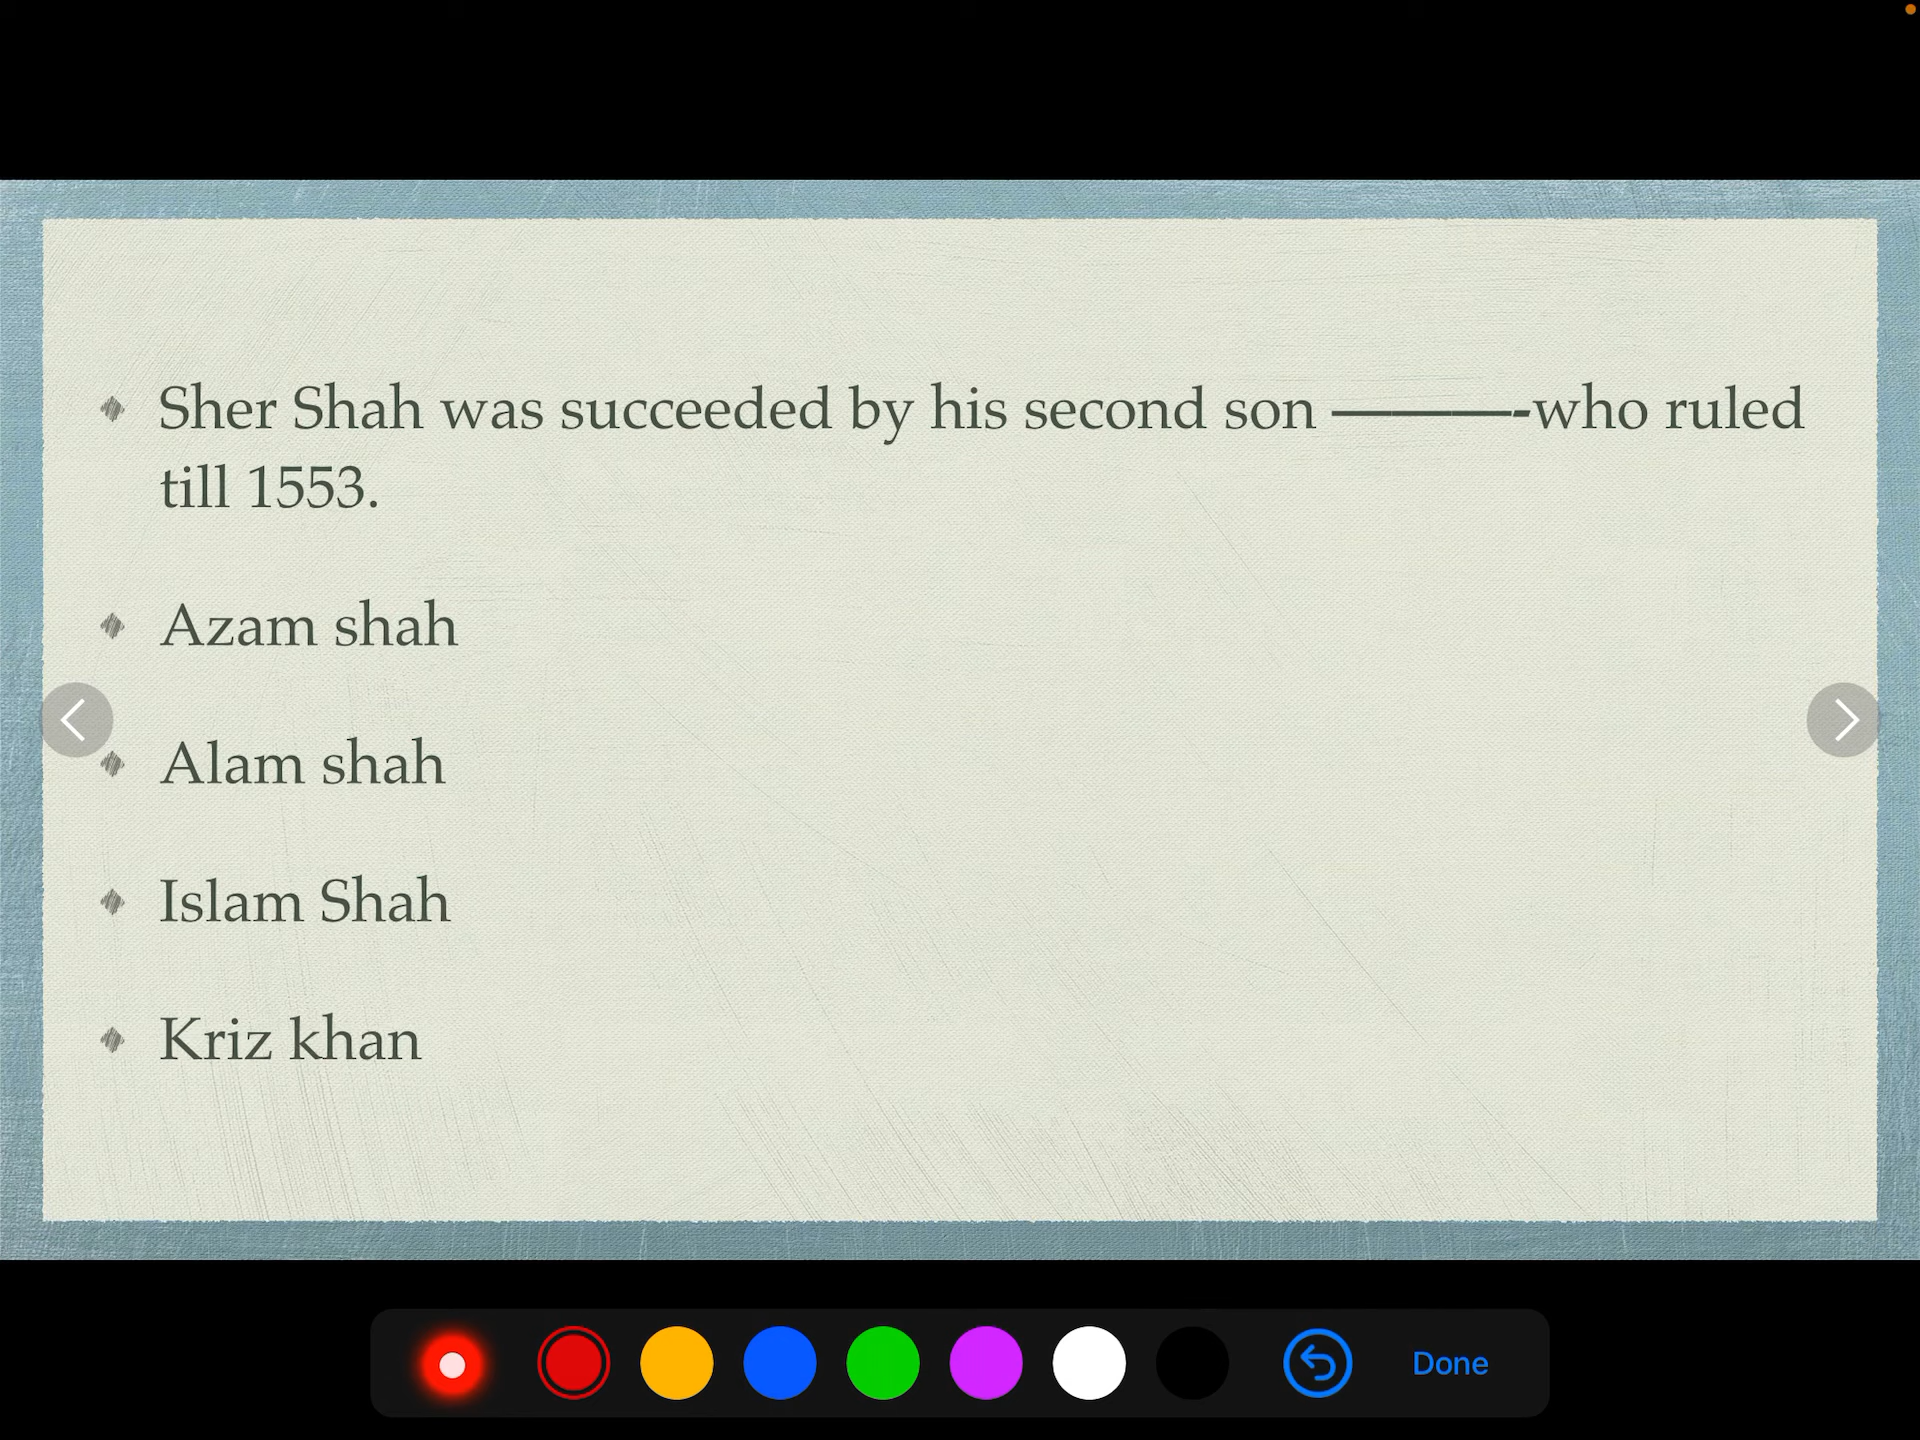 Sher Shah was succeeded by his second son ————-who ruled
till 1553.
Azam shah
Alam shah
Islam Shah
Kriz khan
Done